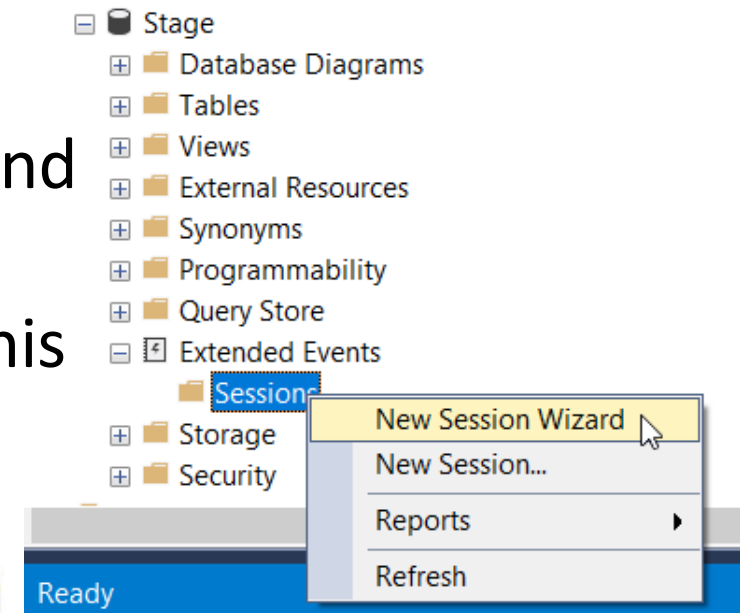 Stage
Database Diagrams
Tables
nd
Views
External Resources
Synonyms
Programmability
Query Store
his
Extended Events
Sessions
New Session Wizard
Storage
New Session...
Security
Reports
Refresh
Ready